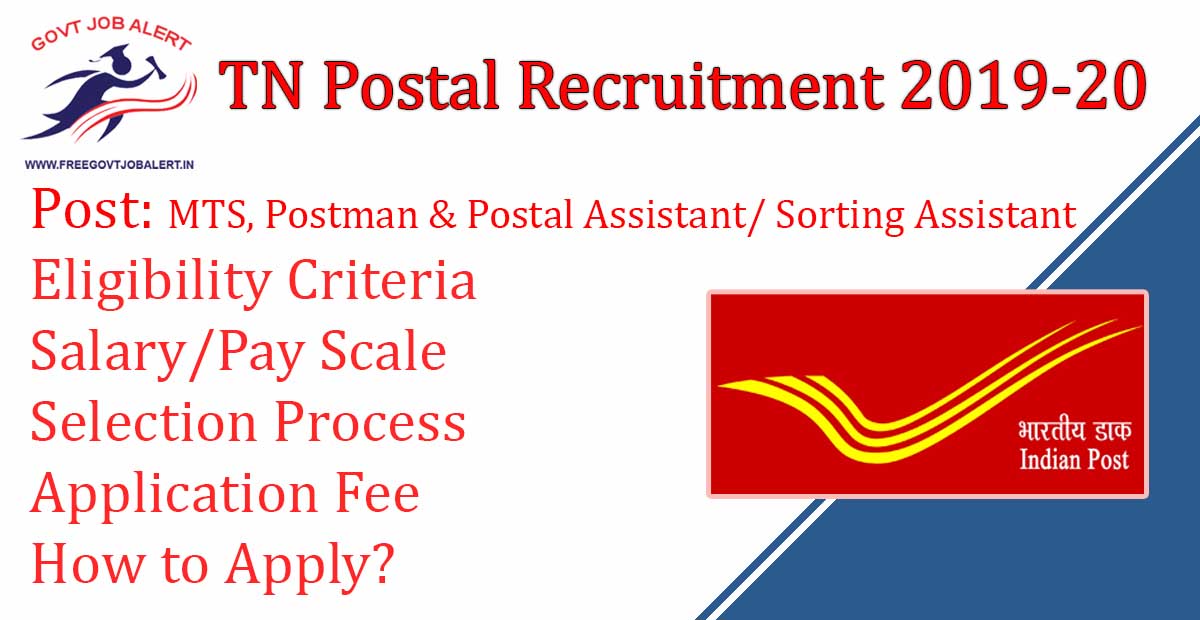 GOVT JOB ALERT
WWW.FREEGOVTJOBALERT.IN
TN Postal Recruitment 2019-20
Post: MTS, Postman & Postal Assistant/ Sorting Assistant
Eligibility Criteria
Salary/Pay Scale
Selection Process
Application Fee
How to Apply?
भारतीय डाक
Indian Post